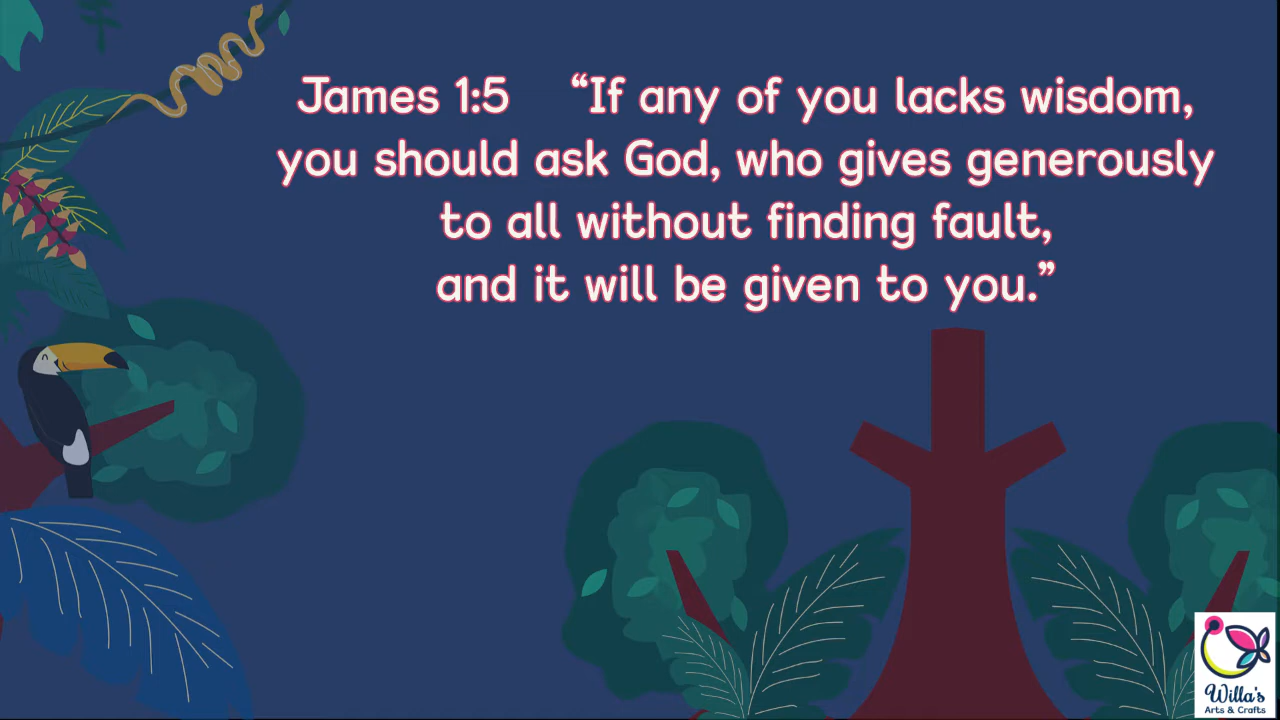 James 1:5 “If any of you lacks wisdom,
you should ask God, who gives generously
to all without finding fault,
and it will be given to you.”
Willa's
Arts & Crafts